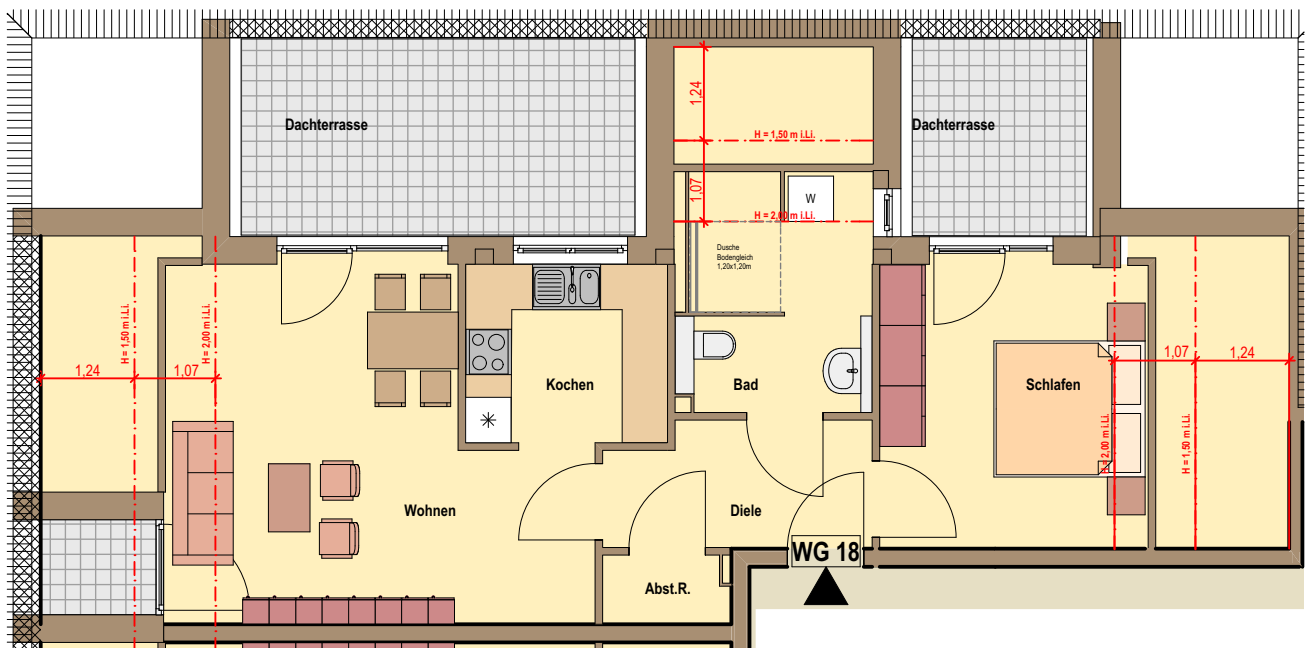 1,24
Dachterrasse
Dachterrasse
H = 1,50 m i.Li.
1,07
W
H = 2,00 m i.Li.
Dusche
Bodengleich
1,20x1,20m
H = 1,50 m i.Li.
H = 2,00 m i.Li.
1,24
1,07
Kochen
Bad
Schlafen
1,07
1,24
H = 2,00 m i.Li.
H = 1,50 m i.Li.
Wohnen
Diele
WG 18
Abst.R.